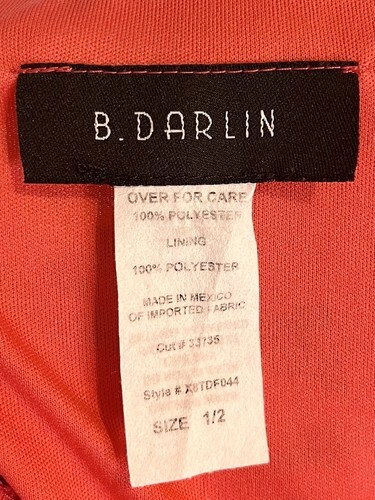 B. DARLIN
OVER FOR CARE
100% POLYESTER
LINING
100% POLYESTER
MADE IN MEXICO
OF IMPORTED FABRIC
Cut # 33735
Style # X8TDF044
SIZE 1/2